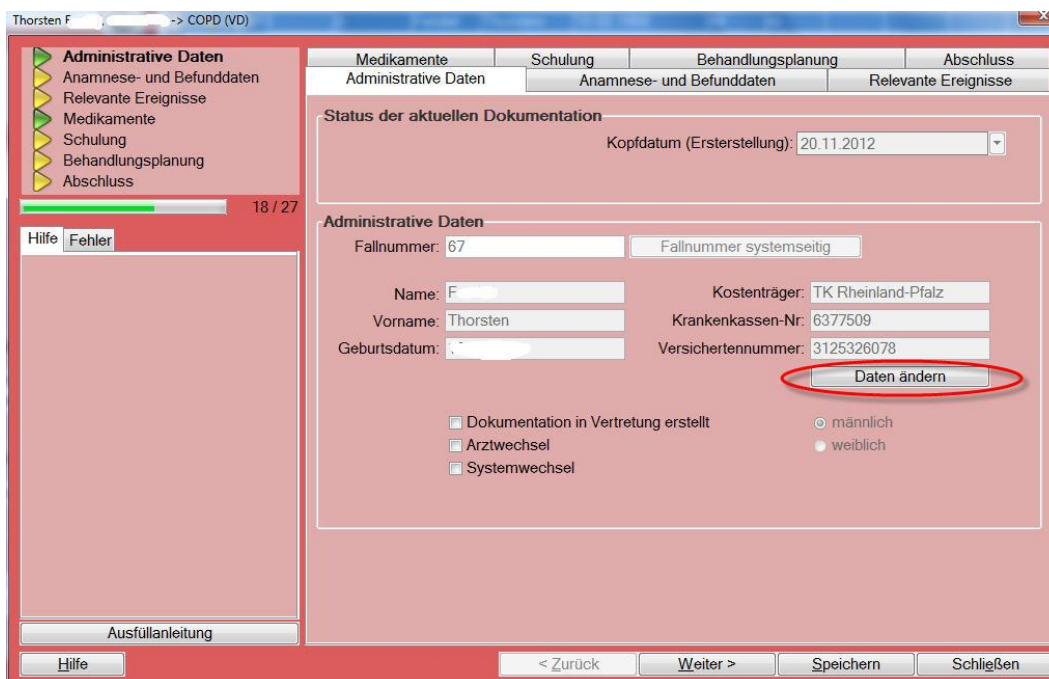 Thorsten F -> COPD (VD)
Administrative Daten
Anamnese- und Befunddaten
Relevante Ereignisse
Medikamente
Schulung
Behandlungsplanung
Abschluss
18 / 27
Hilfe Fehler
Ausfüllanleitung
Medikamente Schulung Behandlungsplanung Abschluss
Administrative Daten Anamnese- und Befunddaten Relevante Ereignisse
Status der aktuellen Dokumentation
Kopfdatum (Ersterstellung): 20.11.2012
Administrative Daten
Fallnummer: 67 Fallnummer systemseitig
Name: F Kostenträger: TK Rheinland-Pfalz
Vorname: Thorsten Krankenkassen-Nr: 6377509
Geburtsdatum: Versichertennummer: 3125326078
Daten ändern
Dokumentation in Vertretung erstellt männlich
Arztwechsel weiblich
Systemwechsel
Hilfe < Zurück Weiter > Speichern Schließen